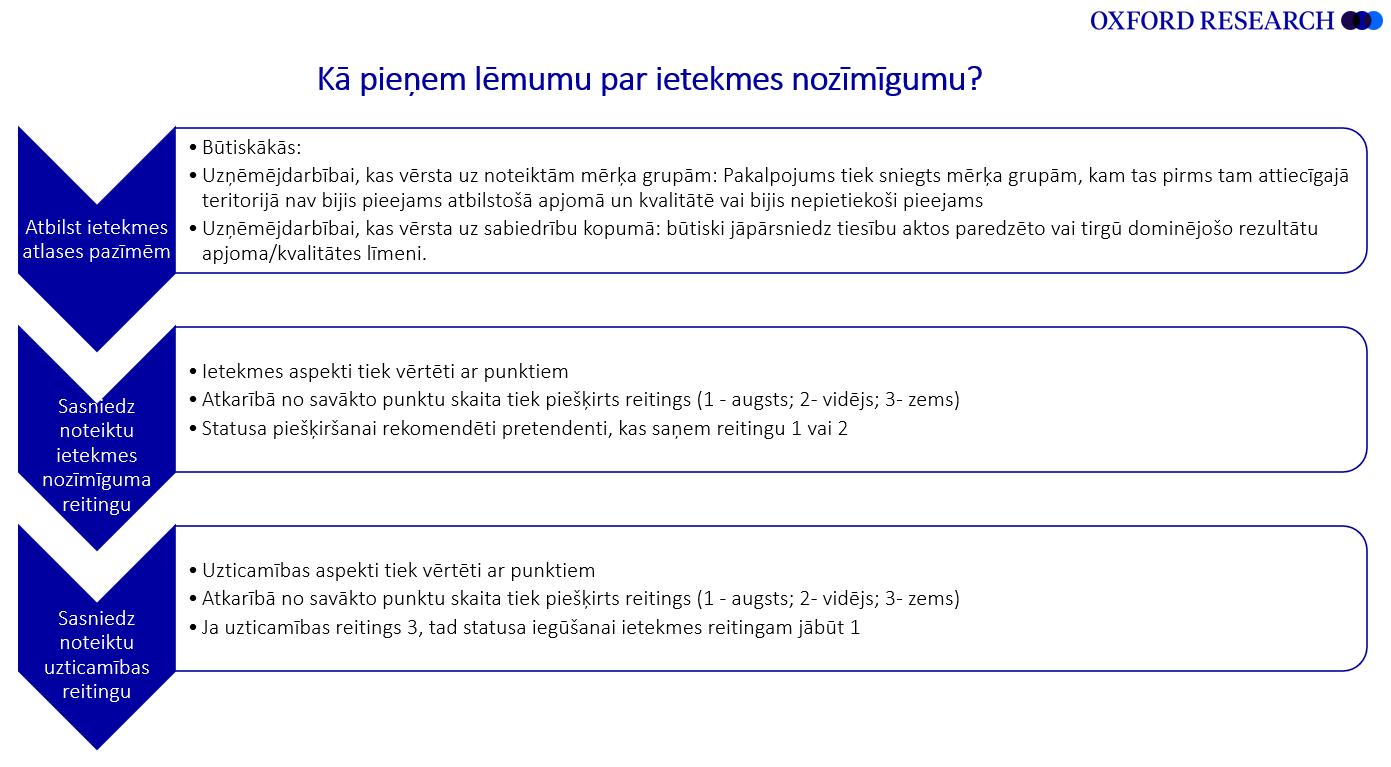 OXFORD RESEARCH
Kā pieņem lēmumu par ietekmes nozīmīgumu?
Atbilst ietekmes
atlases pazīmēm
• Būtiskākās:
• Uzņēmējdarbībai, kas vērsta uz noteiktām mērķa grupām: Pakalpojums tiek sniegts mērķa grupām, kam tas pirms tam attiecīgajā
teritorijā nav bijis pieejams atbilstošā apjomā un kvalitātē vai bijis nepietiekoši pieejams
• Uzņēmējdarbībai, kas vērsta uz sabiedrību kopumā: būtiski jāpārsniedz tiesību aktos paredzēto vai tirgū dominējošo rezultātu
apjoma/kvalitātes līmeni.
Sasniedz
noteiktu
ietekmes
nozīmīguma
reitingu
• Ietekmes aspekti tiek vērtēti ar punktiem
• Atkarībā no savākto punktu skaita tiek piešķirts reitings (1 - augsts; 2- vidējs; 3- zems)
• Statusa piešķiršanai rekomendēti pretendenti, kas saņem reitingu 1 vai 2
Sasniedz
noteiktu
uzticamības
reitingu
• Uzticamības aspekti tiek vērtēti ar punktiem
• Atkarībā no savākto punktu skaita tiek piešķirts reitings (1 - augsts; 2- vidējs; 3- zems)
• Ja uzticamības reitings 3, tad statusa iegūšanai ietekmes reitingam jābūt 1